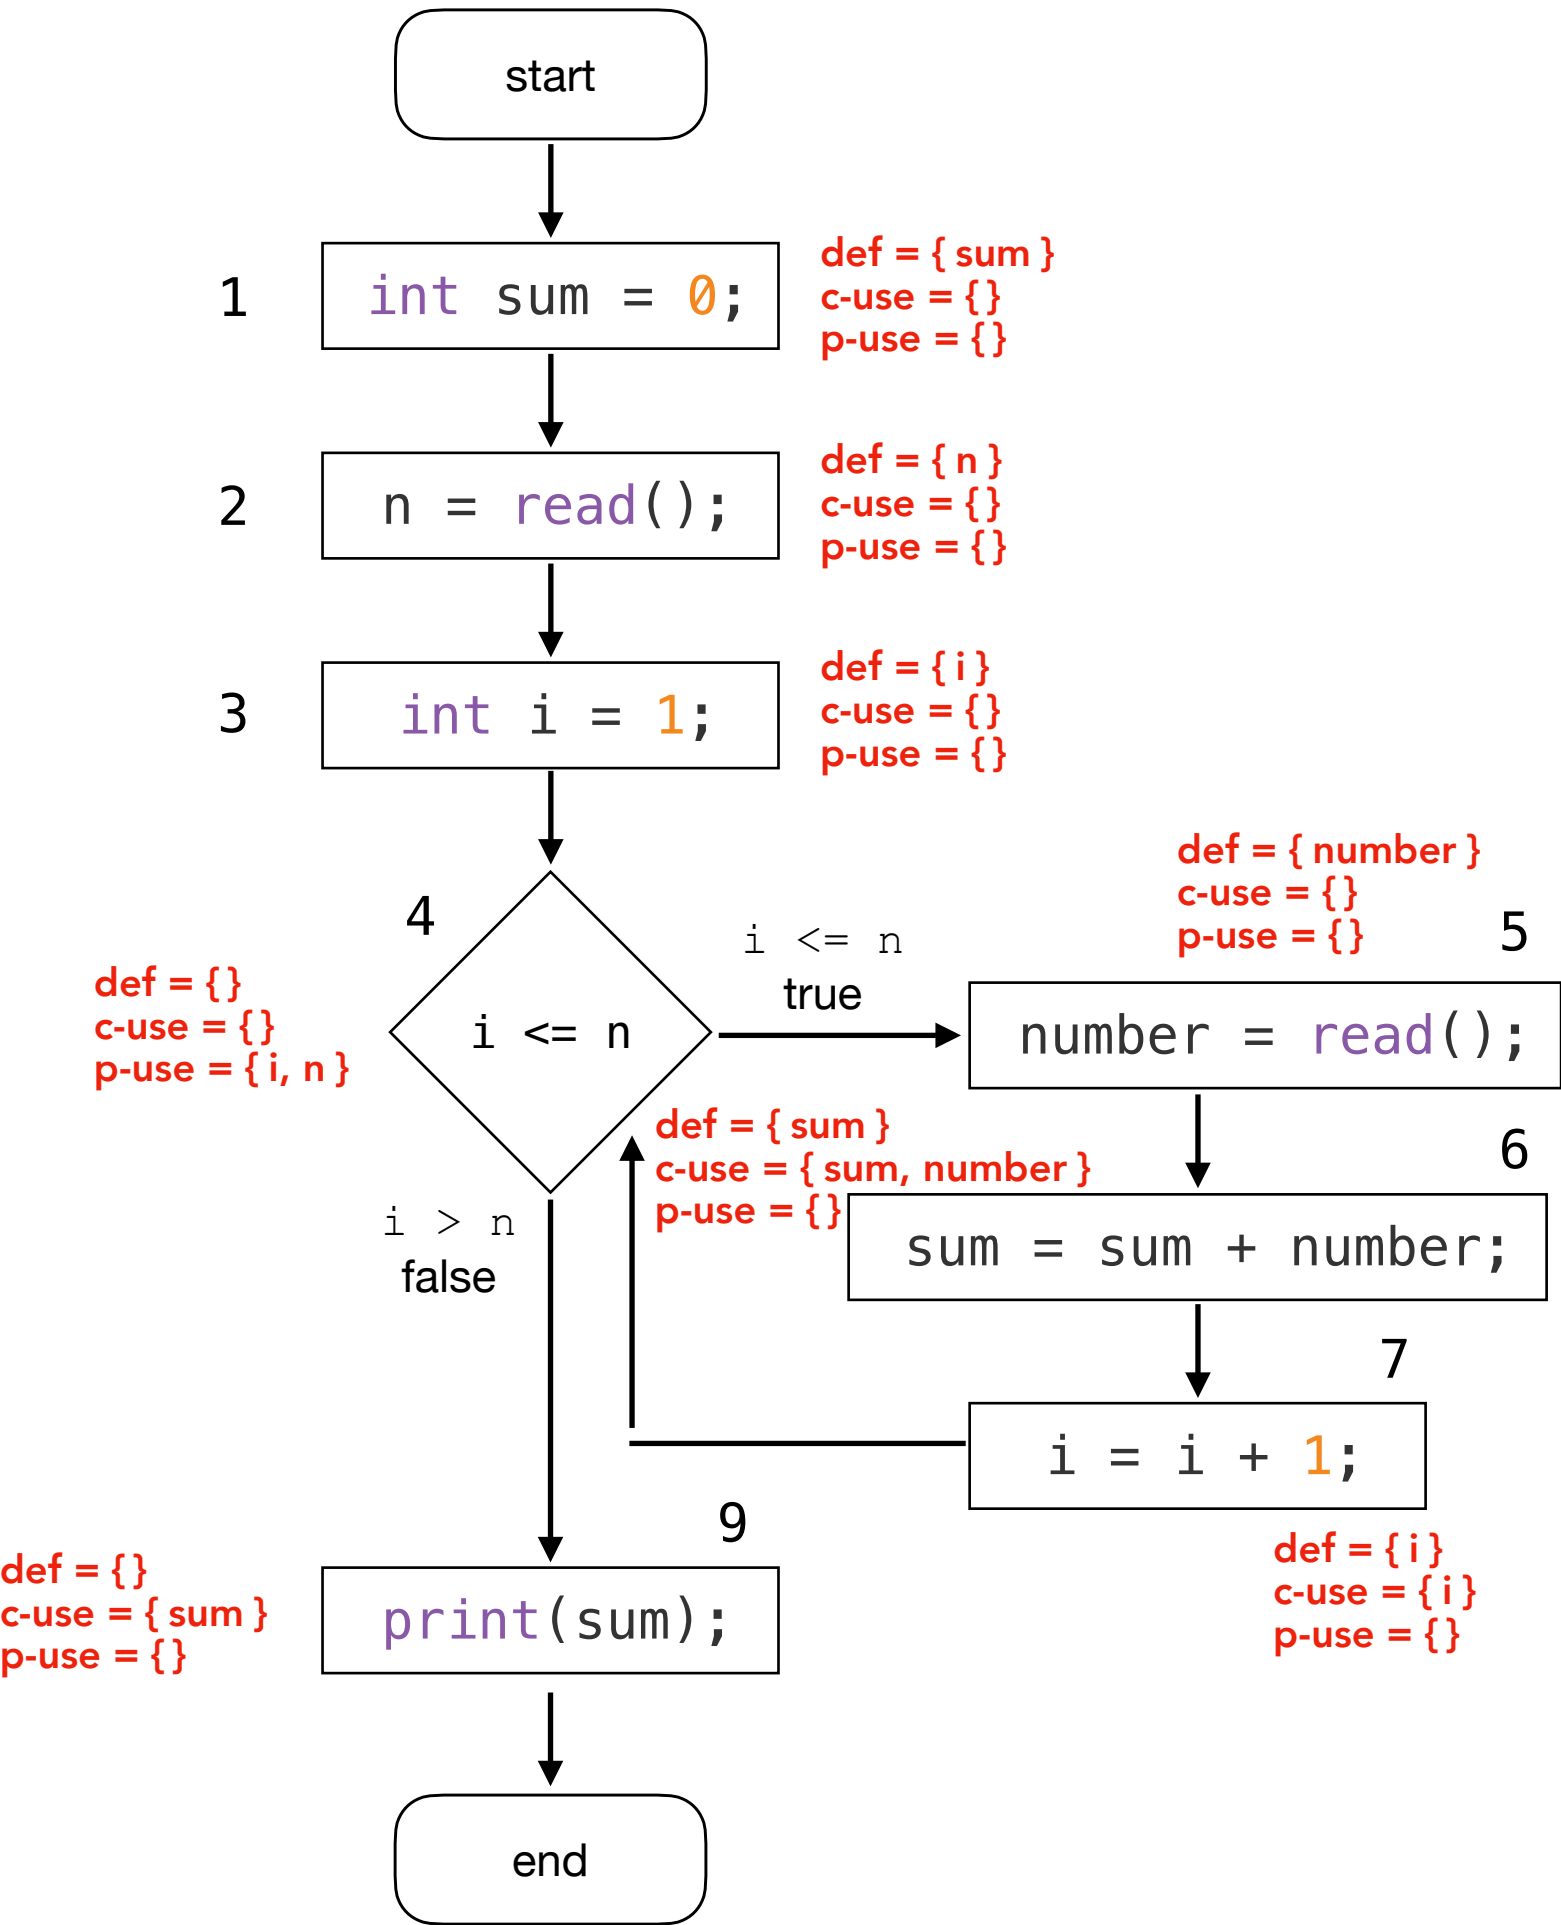 start
1
int sum = 0;
def = { sum }
c-use = { }
p-use = { }
2
n = read();
def = { n }
c-use = { }
p-use = { }
3
int i = 1;
def = { i }
c-use = { }
p-use = { }
4
i <= n
def = { }
c-use = { }
p-use = { i, n }
i <= n
true
def = { number }
c-use = { }
p-use = { }
5
number = read();
def = { sum }
c-use = { sum, number }
p-use = { }
6
sum = sum + number;
i > n
false
7
i = i + 1;
def = { i }
c-use = { i }
p-use = { }
9
print(sum);
def = { }
c-use = { sum }
p-use = { }
end